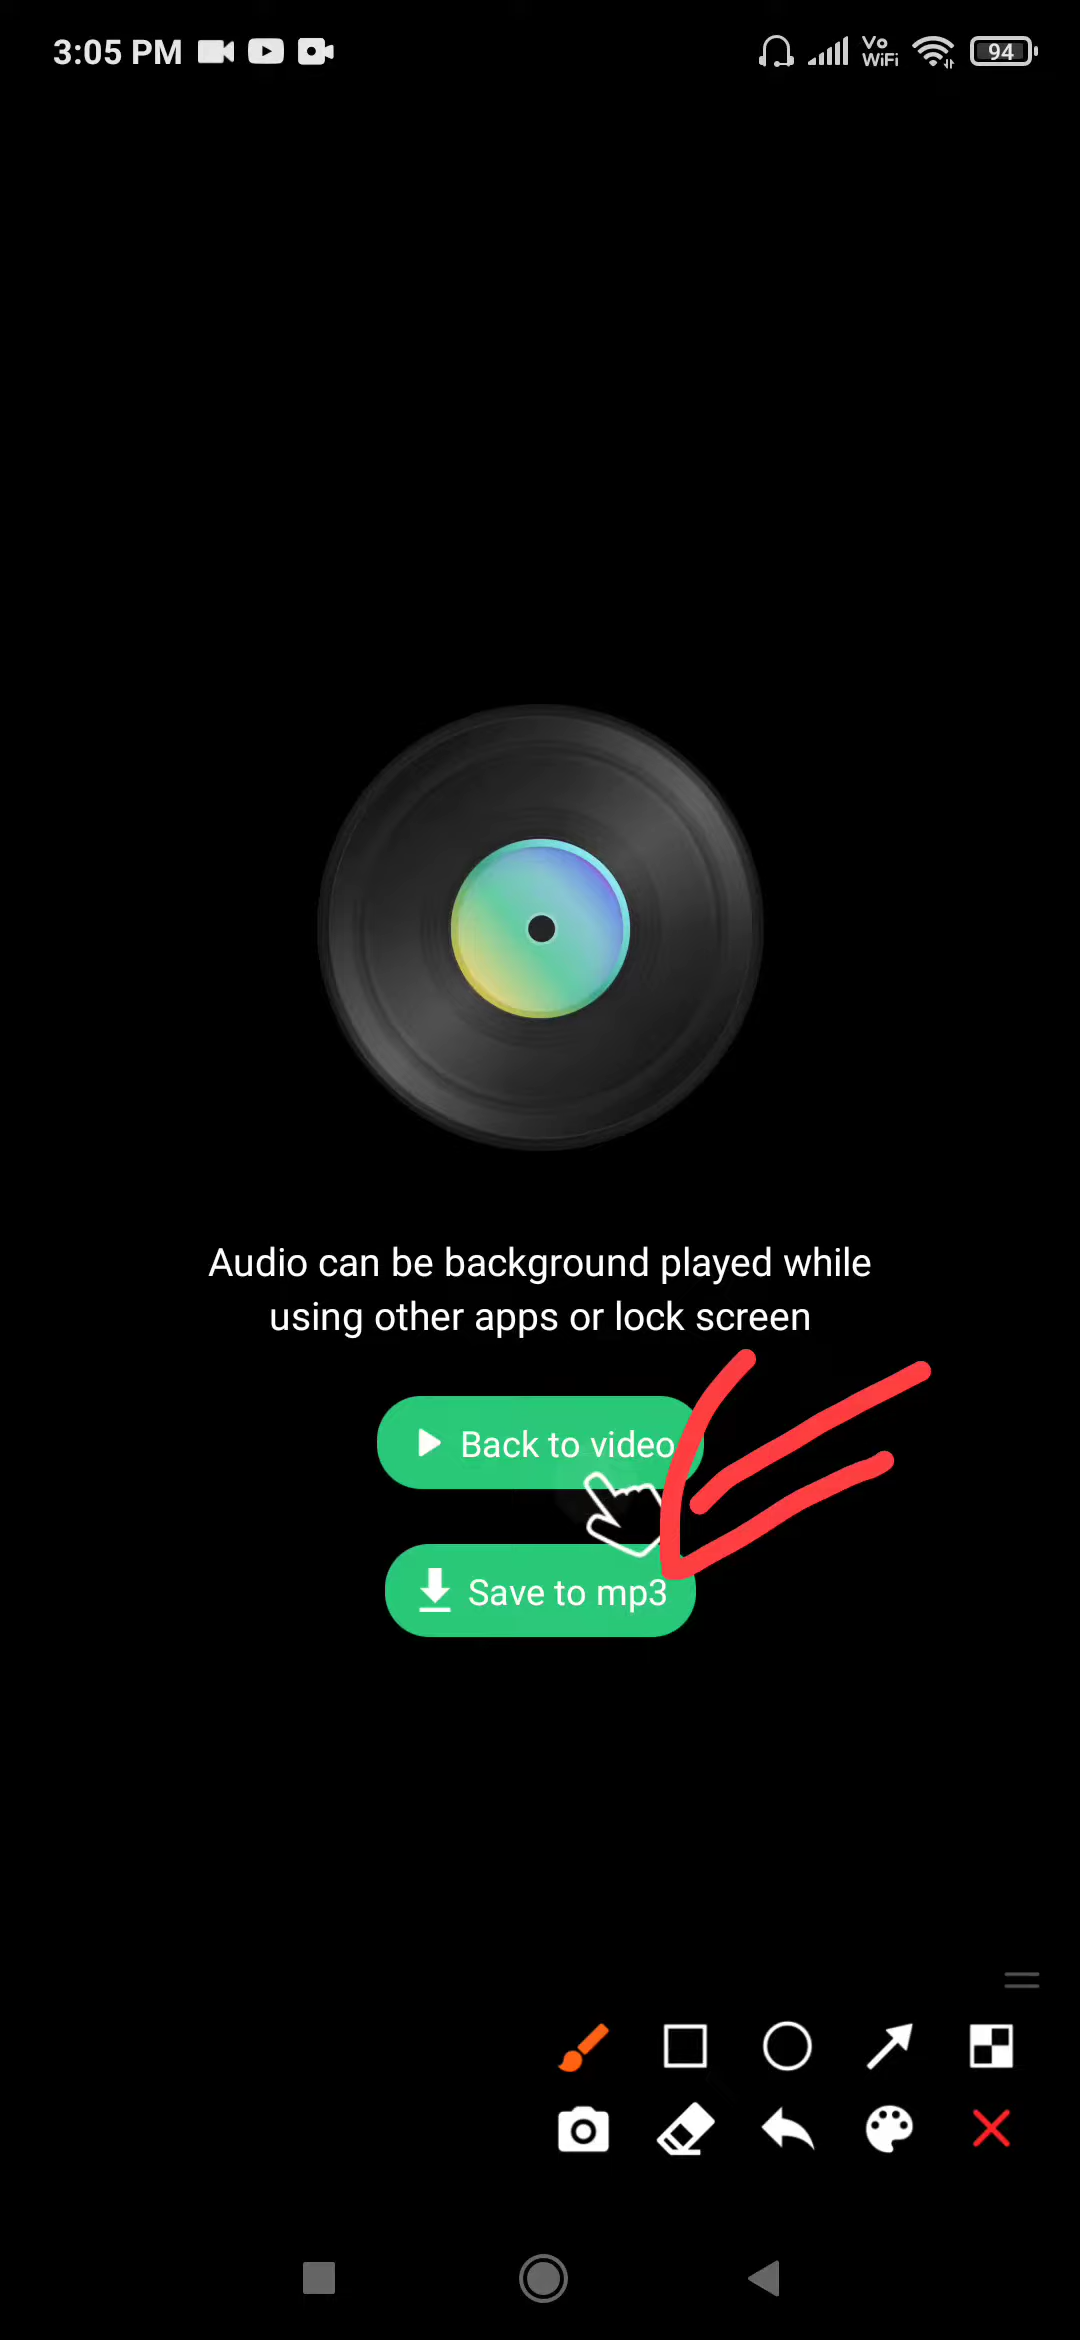 3:05 PM
Vo
WiFi
94
Audio can be background played while
using other apps or lock screen
Back to video
Save to mp3